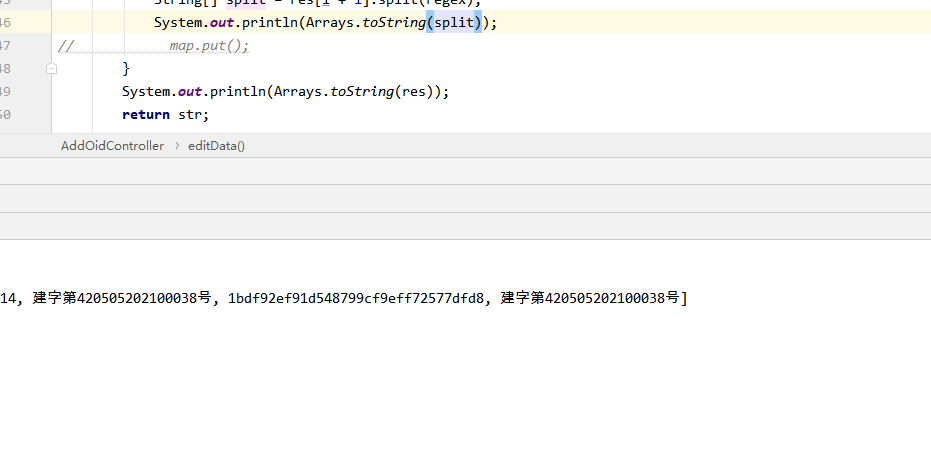 String[] split = res[i + 1].split(regex);
46 System.out.println(Arrays.toString(split));
47 // map.put();
48 }
49 System.out.println(Arrays.toString(res));
50 return str;
AddOidController › editData()
14, 建字第420505202100038号, 1bdf92ef91d548799cf9eff72577dfd8, 建字第420505202100038号]